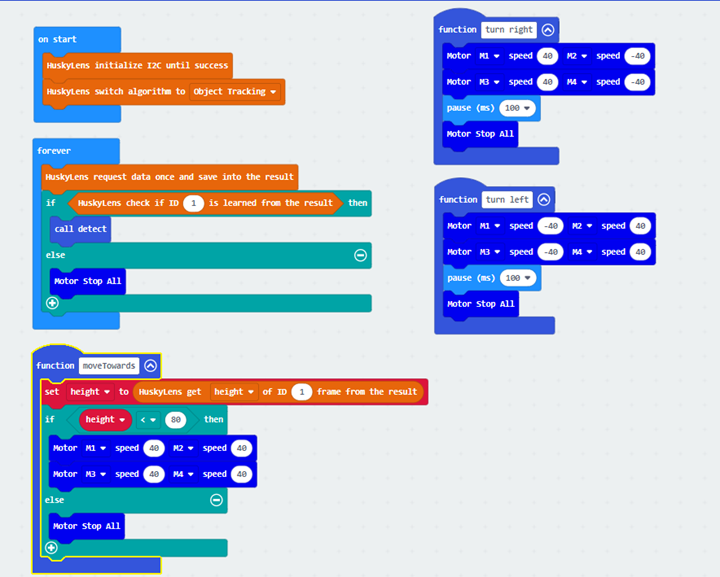 on start
HuskyLens initialize I2C until success
HuskyLens switch algorithm to Object Tracking
forever
HuskyLens request data once and save into the result
if HuskyLens check if ID 1 is learned from the result then
call detect
else
Motor Stop All
function moveTowards
set height to HuskyLens get height of ID 1 frame from the result
if height < 80 then
Motor M1 speed 40 M2 speed 40
Motor M3 speed 40 M4 speed 40
else
Motor Stop All
function turn right
Motor M1 speed 40 M2 speed -40
Motor M3 speed 40 M4 speed -40
pause (ms) 100
Motor Stop All
function turn left
Motor M1 speed -40 M2 speed 40
Motor M3 speed -40 M4 speed 40
pause (ms) 100
Motor Stop All